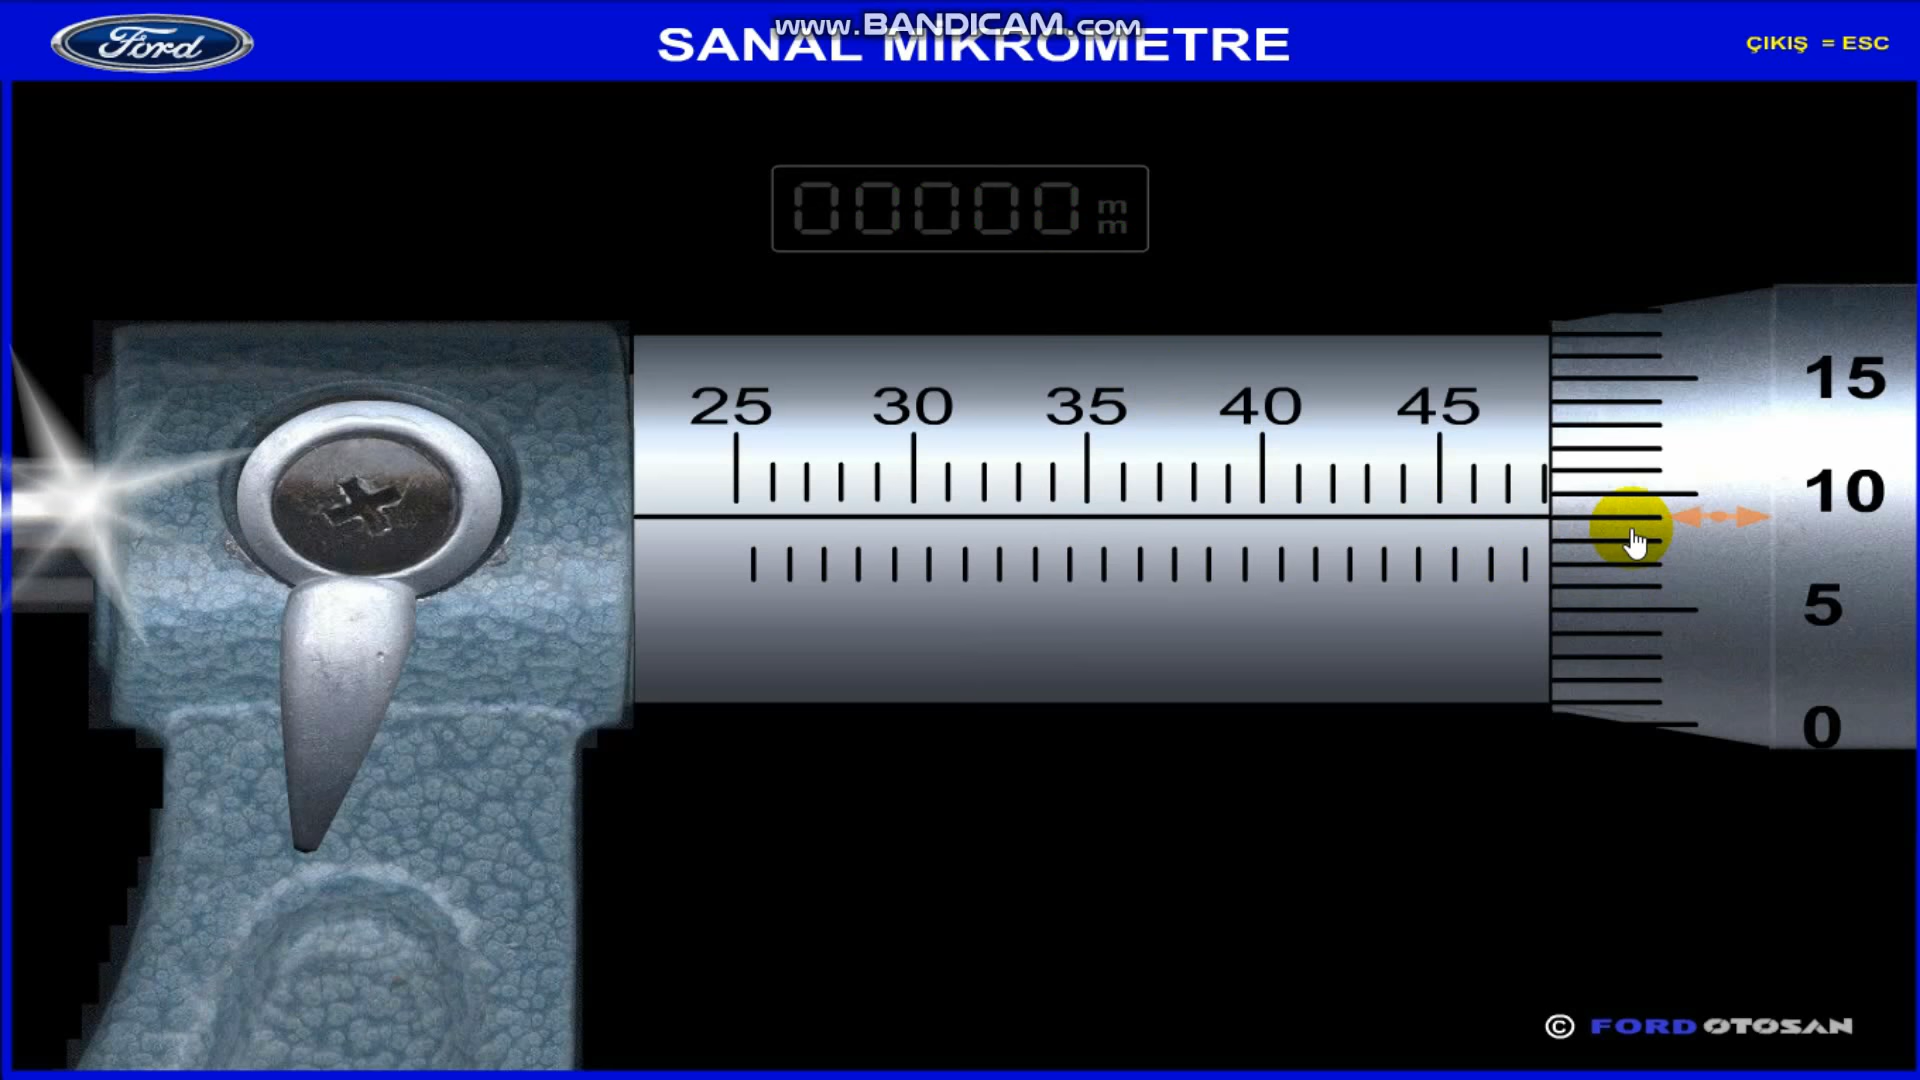 Ford
www.BANDICAM.com
SANAL MİKROMETRE
ÇIKIŞ = ESC
00000 mm
25 30 35 40 45
15
10
5
0
© FORD OTOSAN